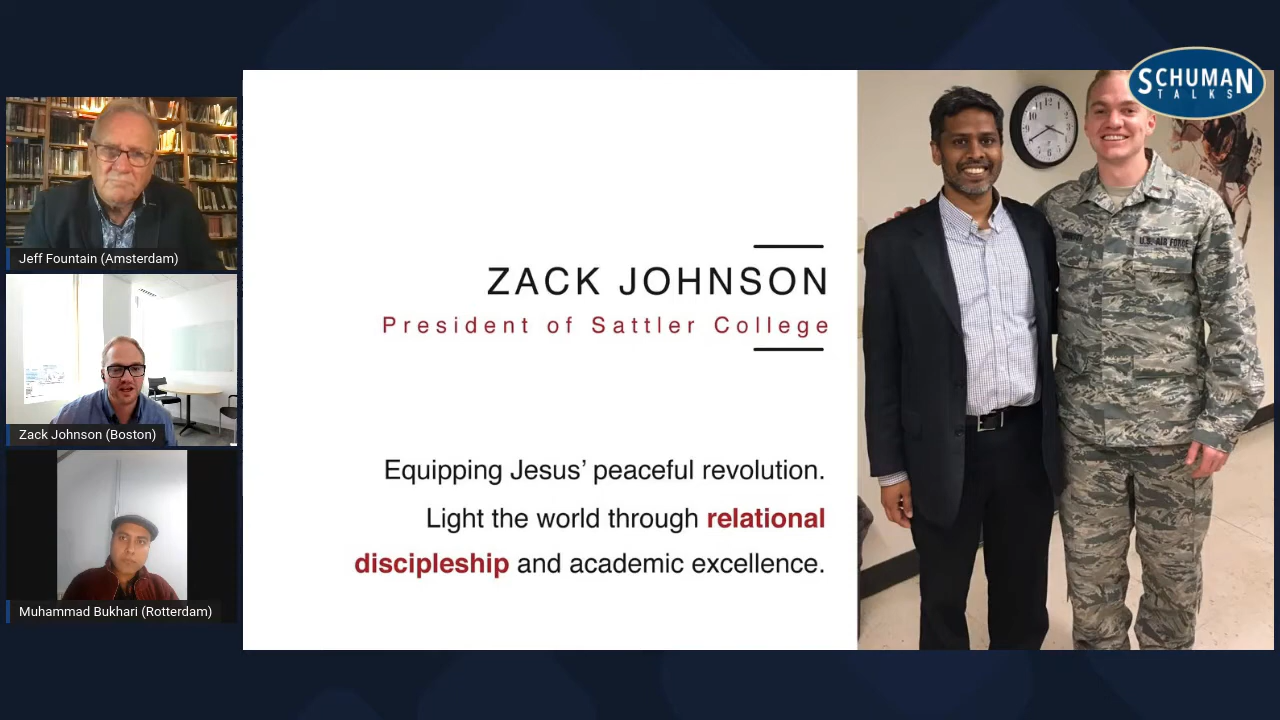 SCHUMAN
TALKS
Jeff Fountain (Amsterdam)
Zack Johnson (Boston)
Muhammad Bukhari (Rotterdam)
ZACK JOHNSON
President of Sattler College
Equipping Jesus’ peaceful revolution.
Light the world through relational
discipleship and academic excellence.
U.S. AIR FORCE